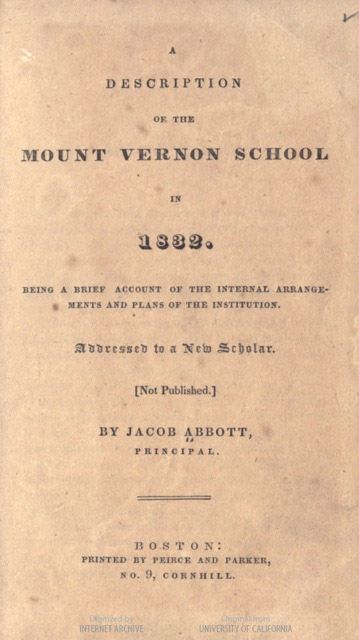 A
DESCRIPTION
OF THE
MOUNT VERNON SCHOOL
IN
1832.
BEING A BRIEF ACCOUNT OF THE INTERNAL ARRANGE-
MENTS AND PLANS OF THE INSTITUTION.
Addressed to a New Scholar.
[Not Published.]
BY JACOB ABBOTT,
PRINCIPAL.
BOSTON:
PRINTED BY PEIRCE AND PARKER,
NO. 9, CORNHILL.
Digitized by
INTERNET ARCHIVE
Original from
UNIVERSITY OF CALIFORNIA